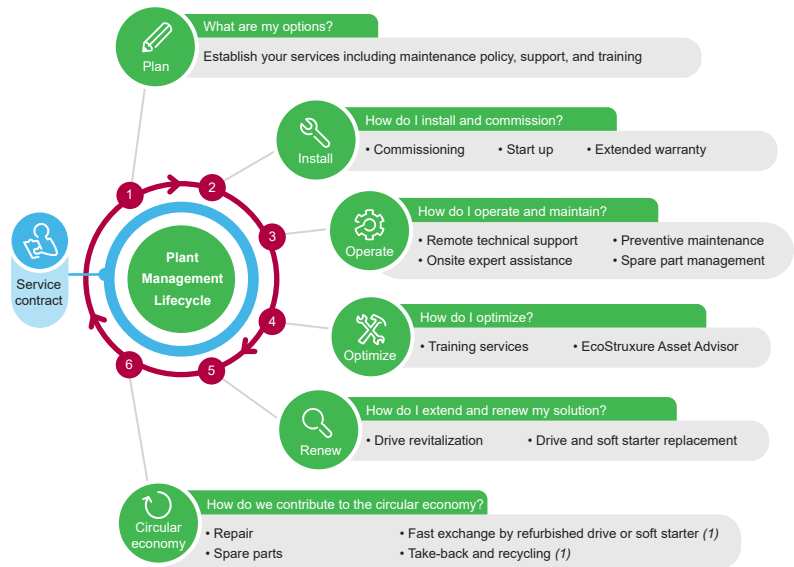 What are my options?
Plan
Establish your services including maintenance policy, support, and training
How do I install and commission?
Install
• Commissioning • Start up • Extended warranty
1
2
3
4
5
6
Plant
Management
Lifecycle
Service
contract
How do I operate and maintain?
Operate
• Remote technical support • Preventive maintenance
• Onsite expert assistance • Spare part management
How do I optimize?
Optimize
• Training services • EcoStruxure Asset Advisor
How do I extend and renew my solution?
Renew
• Drive revitalization • Drive and soft starter replacement
How do we contribute to the circular economy?
Circular
economy
• Repair • Fast exchange by refurbished drive or soft starter (1)
• Spare parts • Take-back and recycling (1)